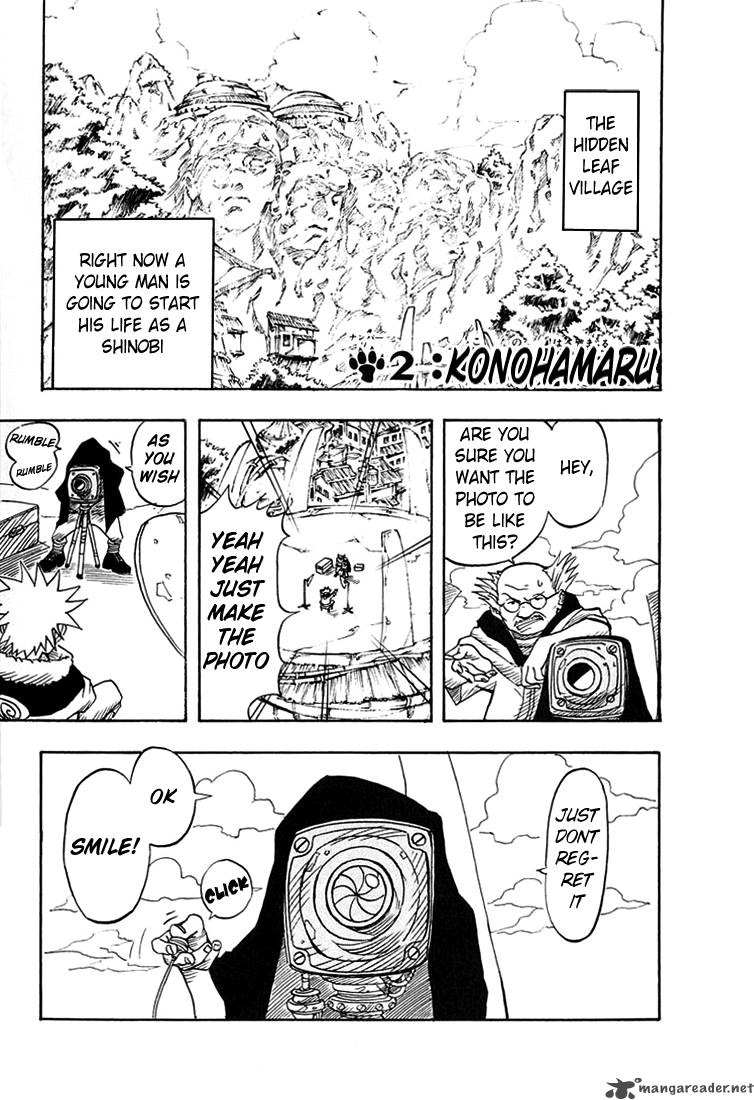 THE
HIDDEN
LEAF
VILLAGE
RIGHT NOW A
YOUNG MAN IS
GOING TO START
HIS LIFE AS A
SHINOBI
2 : KONOHAMARU
HEY,
ARE YOU
SURE YOU
WANT THE
PHOTO TO
BE LIKE
THIS?
YEAH
YEAH
JUST
MAKE
THE
PHOTO
AS
YOU
WISH
RUMBLE
RUMBLE
JUST
DONT
REG-
RET
IT
OK
SMILE!
CLICK
mangareader.net